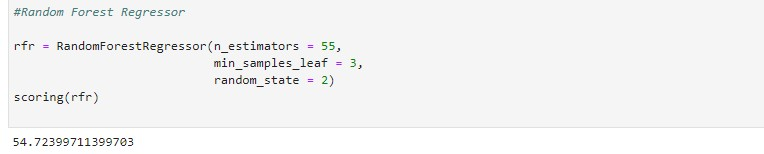 #Random Forest Regressor
rfr = RandomForestRegressor(n_estimators = 55,
min_samples_leaf = 3,
random_state = 2)
scoring(rfr)
54.72399711399703